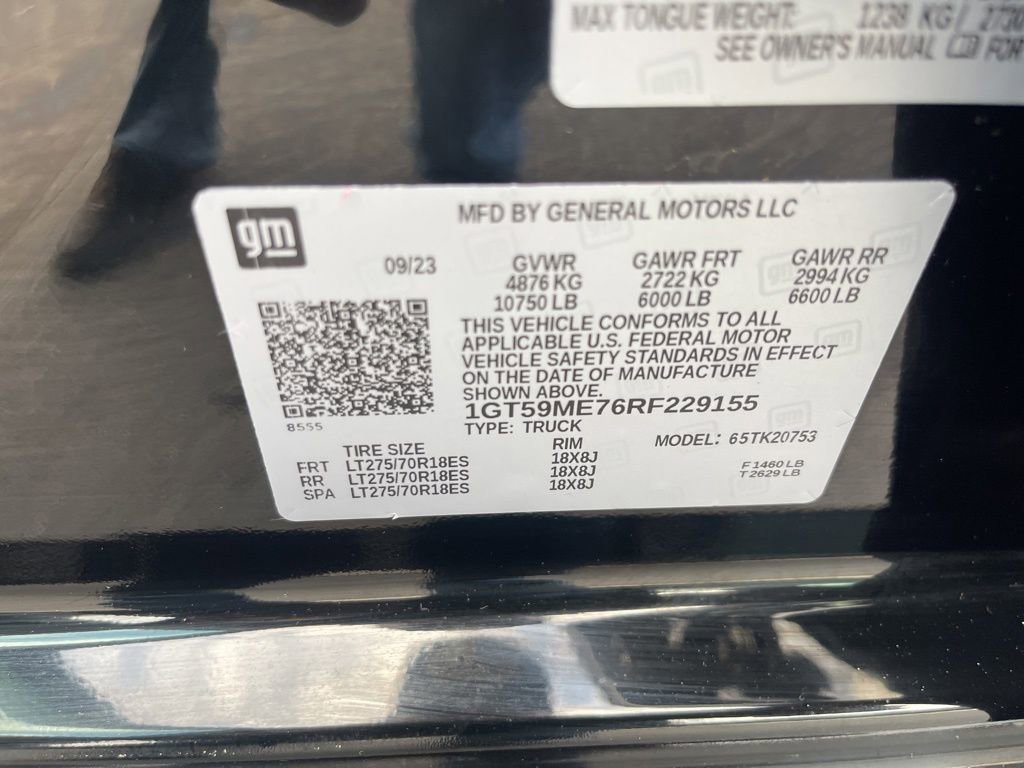 MAX TONGUE WEIGHT: 1238 KG / 2730
SEE OWNER'S MANUAL FOR
gm
MFD BY GENERAL MOTORS LLC
09/23
GVWR GAWR FRT GAWR RR
4876 KG 2722 KG 2994 KG
10750 LB 6000 LB 6600 LB
THIS VEHICLE CONFORMS TO ALL
APPLICABLE U.S. FEDERAL MOTOR
VEHICLE SAFETY STANDARDS IN EFFECT
ON THE DATE OF MANUFACTURE
SHOWN ABOVE.
1GT59ME76RF229155
TYPE: TRUCK
8555
MODEL: 65TK20753
TIRE SIZE RIM
FRT LT275/70R18ES 18X8J
RR LT275/70R18ES 18X8J
SPA LT275/70R18ES 18X8J
F1460 LB
T2629 LB